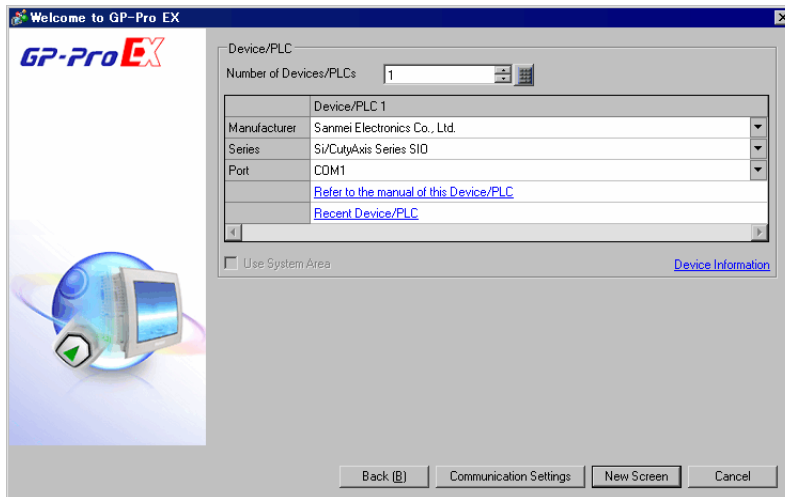 Welcome to GP-Pro EX
GP-Pro EX
Device/PLC
Number of Devices/PLCs 1
Device/PLC 1
Manufacturer Sanmei Electronics Co., Ltd.
Series Si/CutyAxis Series SIO
Port COM1
Refer to the manual of this Device/PLC
Recent Device/PLC
Use System Area Device Information
Back (B) Communication Settings New Screen Cancel